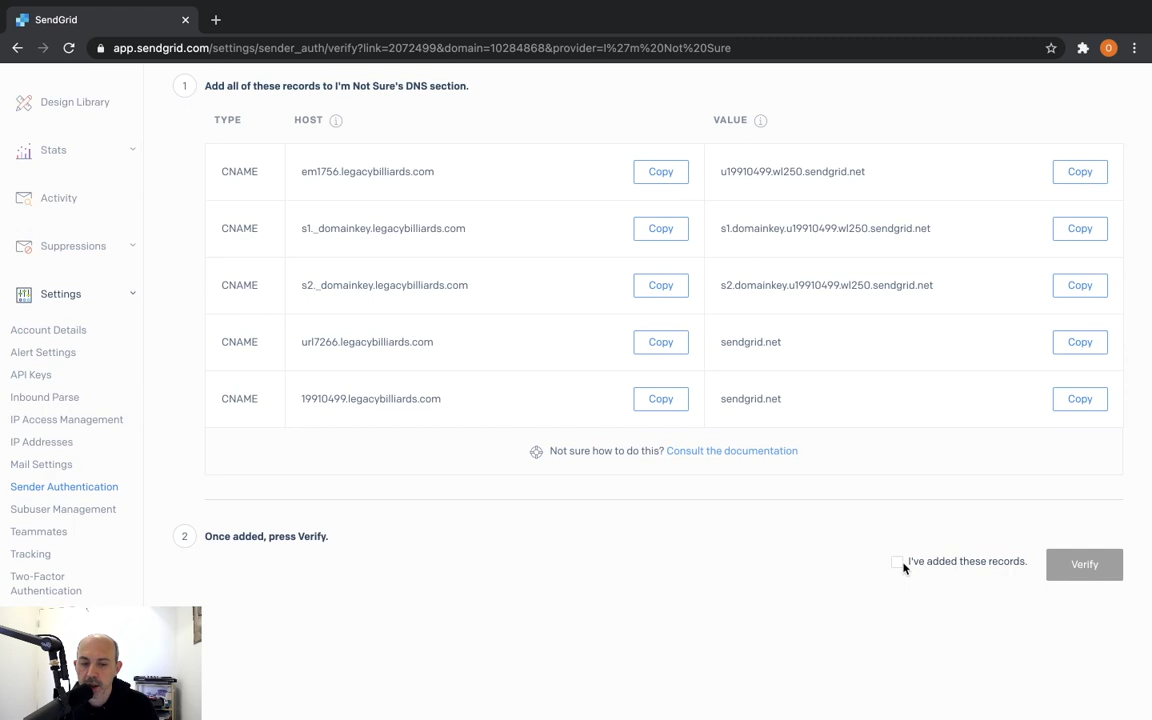 SendGrid
app.sendgrid.com/settings/sender_auth/verify?link=2072499&domain=10284868&provider=I%27m%20Not%20Sure
O
Design Library
Stats
Activity
Suppressions
Settings
Account Details
Alert Settings
API Keys
Inbound Parse
IP Access Management
IP Addresses
Mail Settings
Sender Authentication
Subuser Management
Teammates
Tracking
Two-Factor
Authentication
1 Add all of these records to I'm Not Sure's DNS section.
TYPE HOST VALUE
CNAME em1756.legacybilliards.com Copy u19910499.wl250.sendgrid.net Copy
CNAME s1._domainkey.legacybilliards.com Copy s1.domainkey.u19910499.wl250.sendgrid.net Copy
CNAME s2._domainkey.legacybilliards.com Copy s2.domainkey.u19910499.wl250.sendgrid.net Copy
CNAME url7266.legacybilliards.com Copy sendgrid.net Copy
CNAME 19910499.legacybilliards.com Copy sendgrid.net Copy
Not sure how to do this? Consult the documentation
2 Once added, press Verify.
I've added these records. Verify